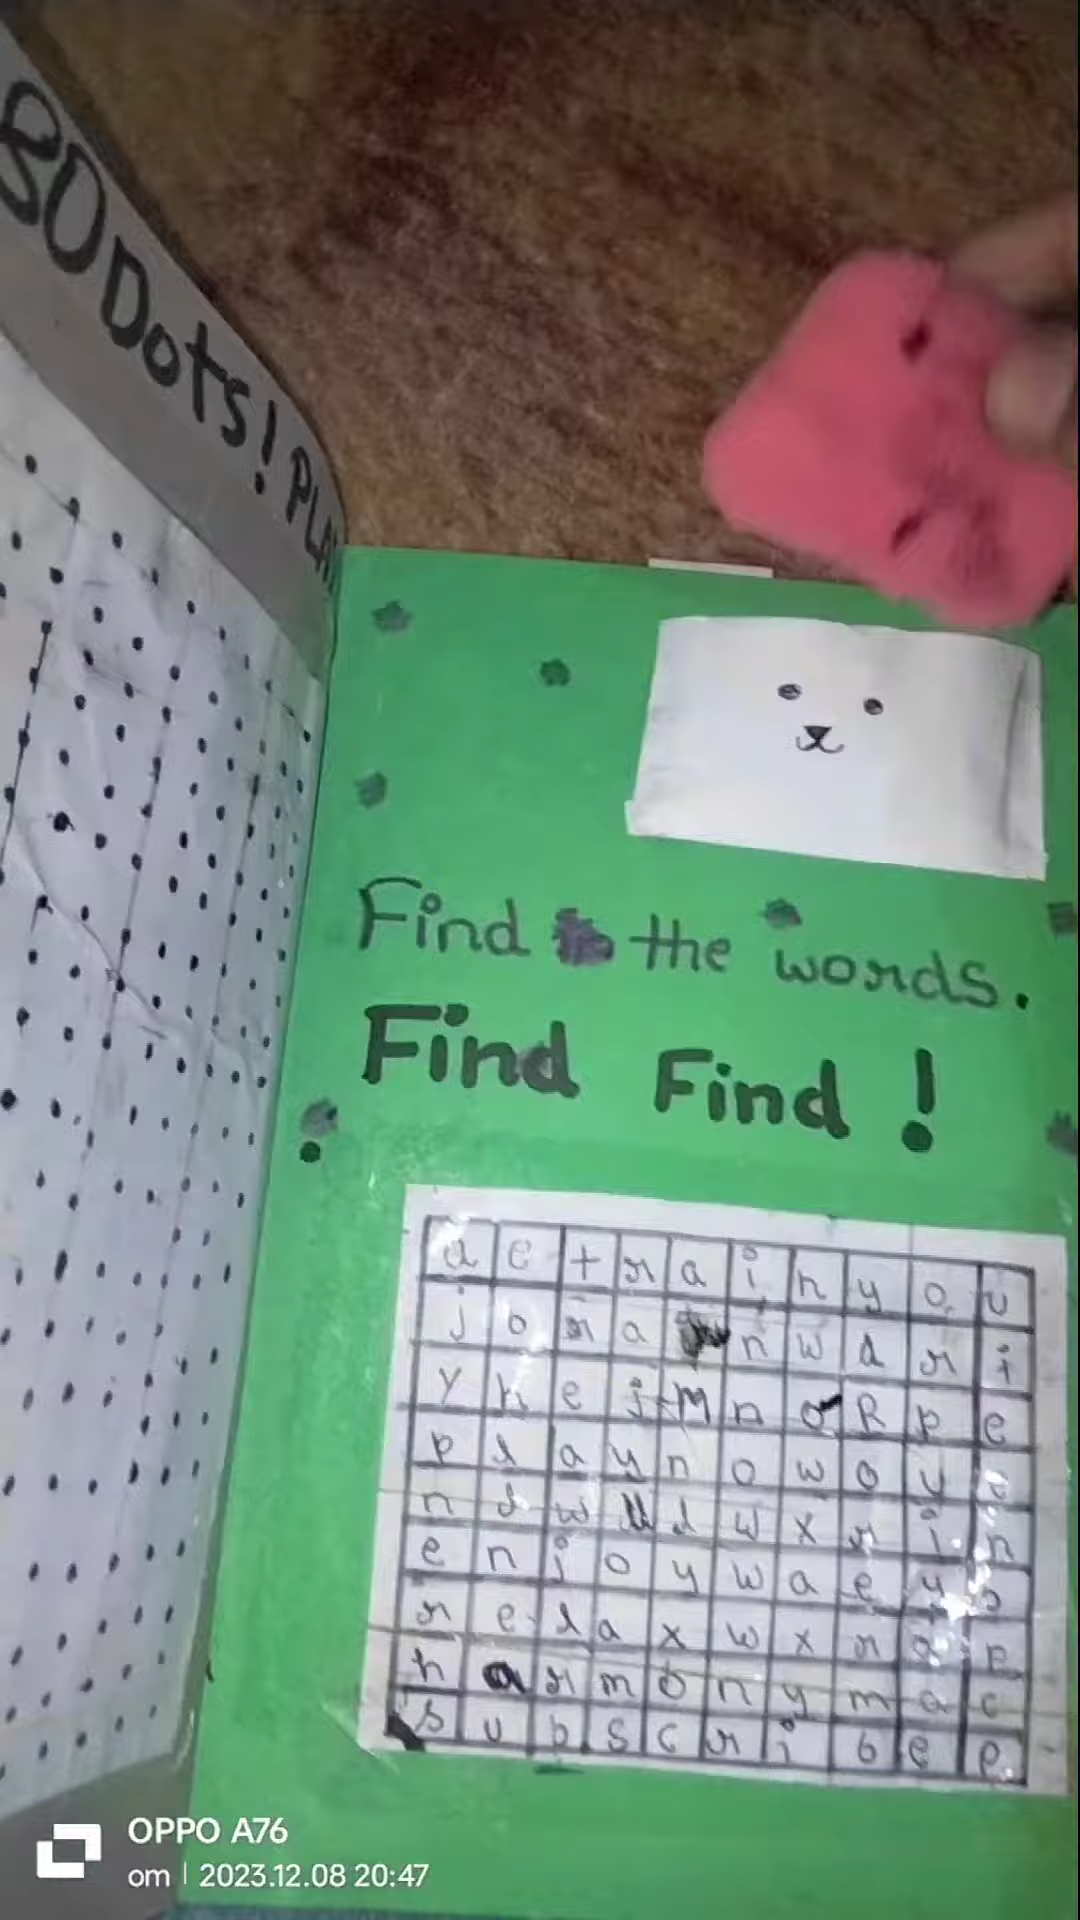 80 Dots! PLA
Find the words.
Find Find !
d e t r a i n y o u
j o r a n w a r i
y h e j M n o R p e
p l a y n o w o u
n l w l w x r i n
e n j o y w a e y s
r e l a x w x r a p
h a r m o n y m a c
s u b s c r i b e e
OPPO A76
om | 2023.12.08 20:47